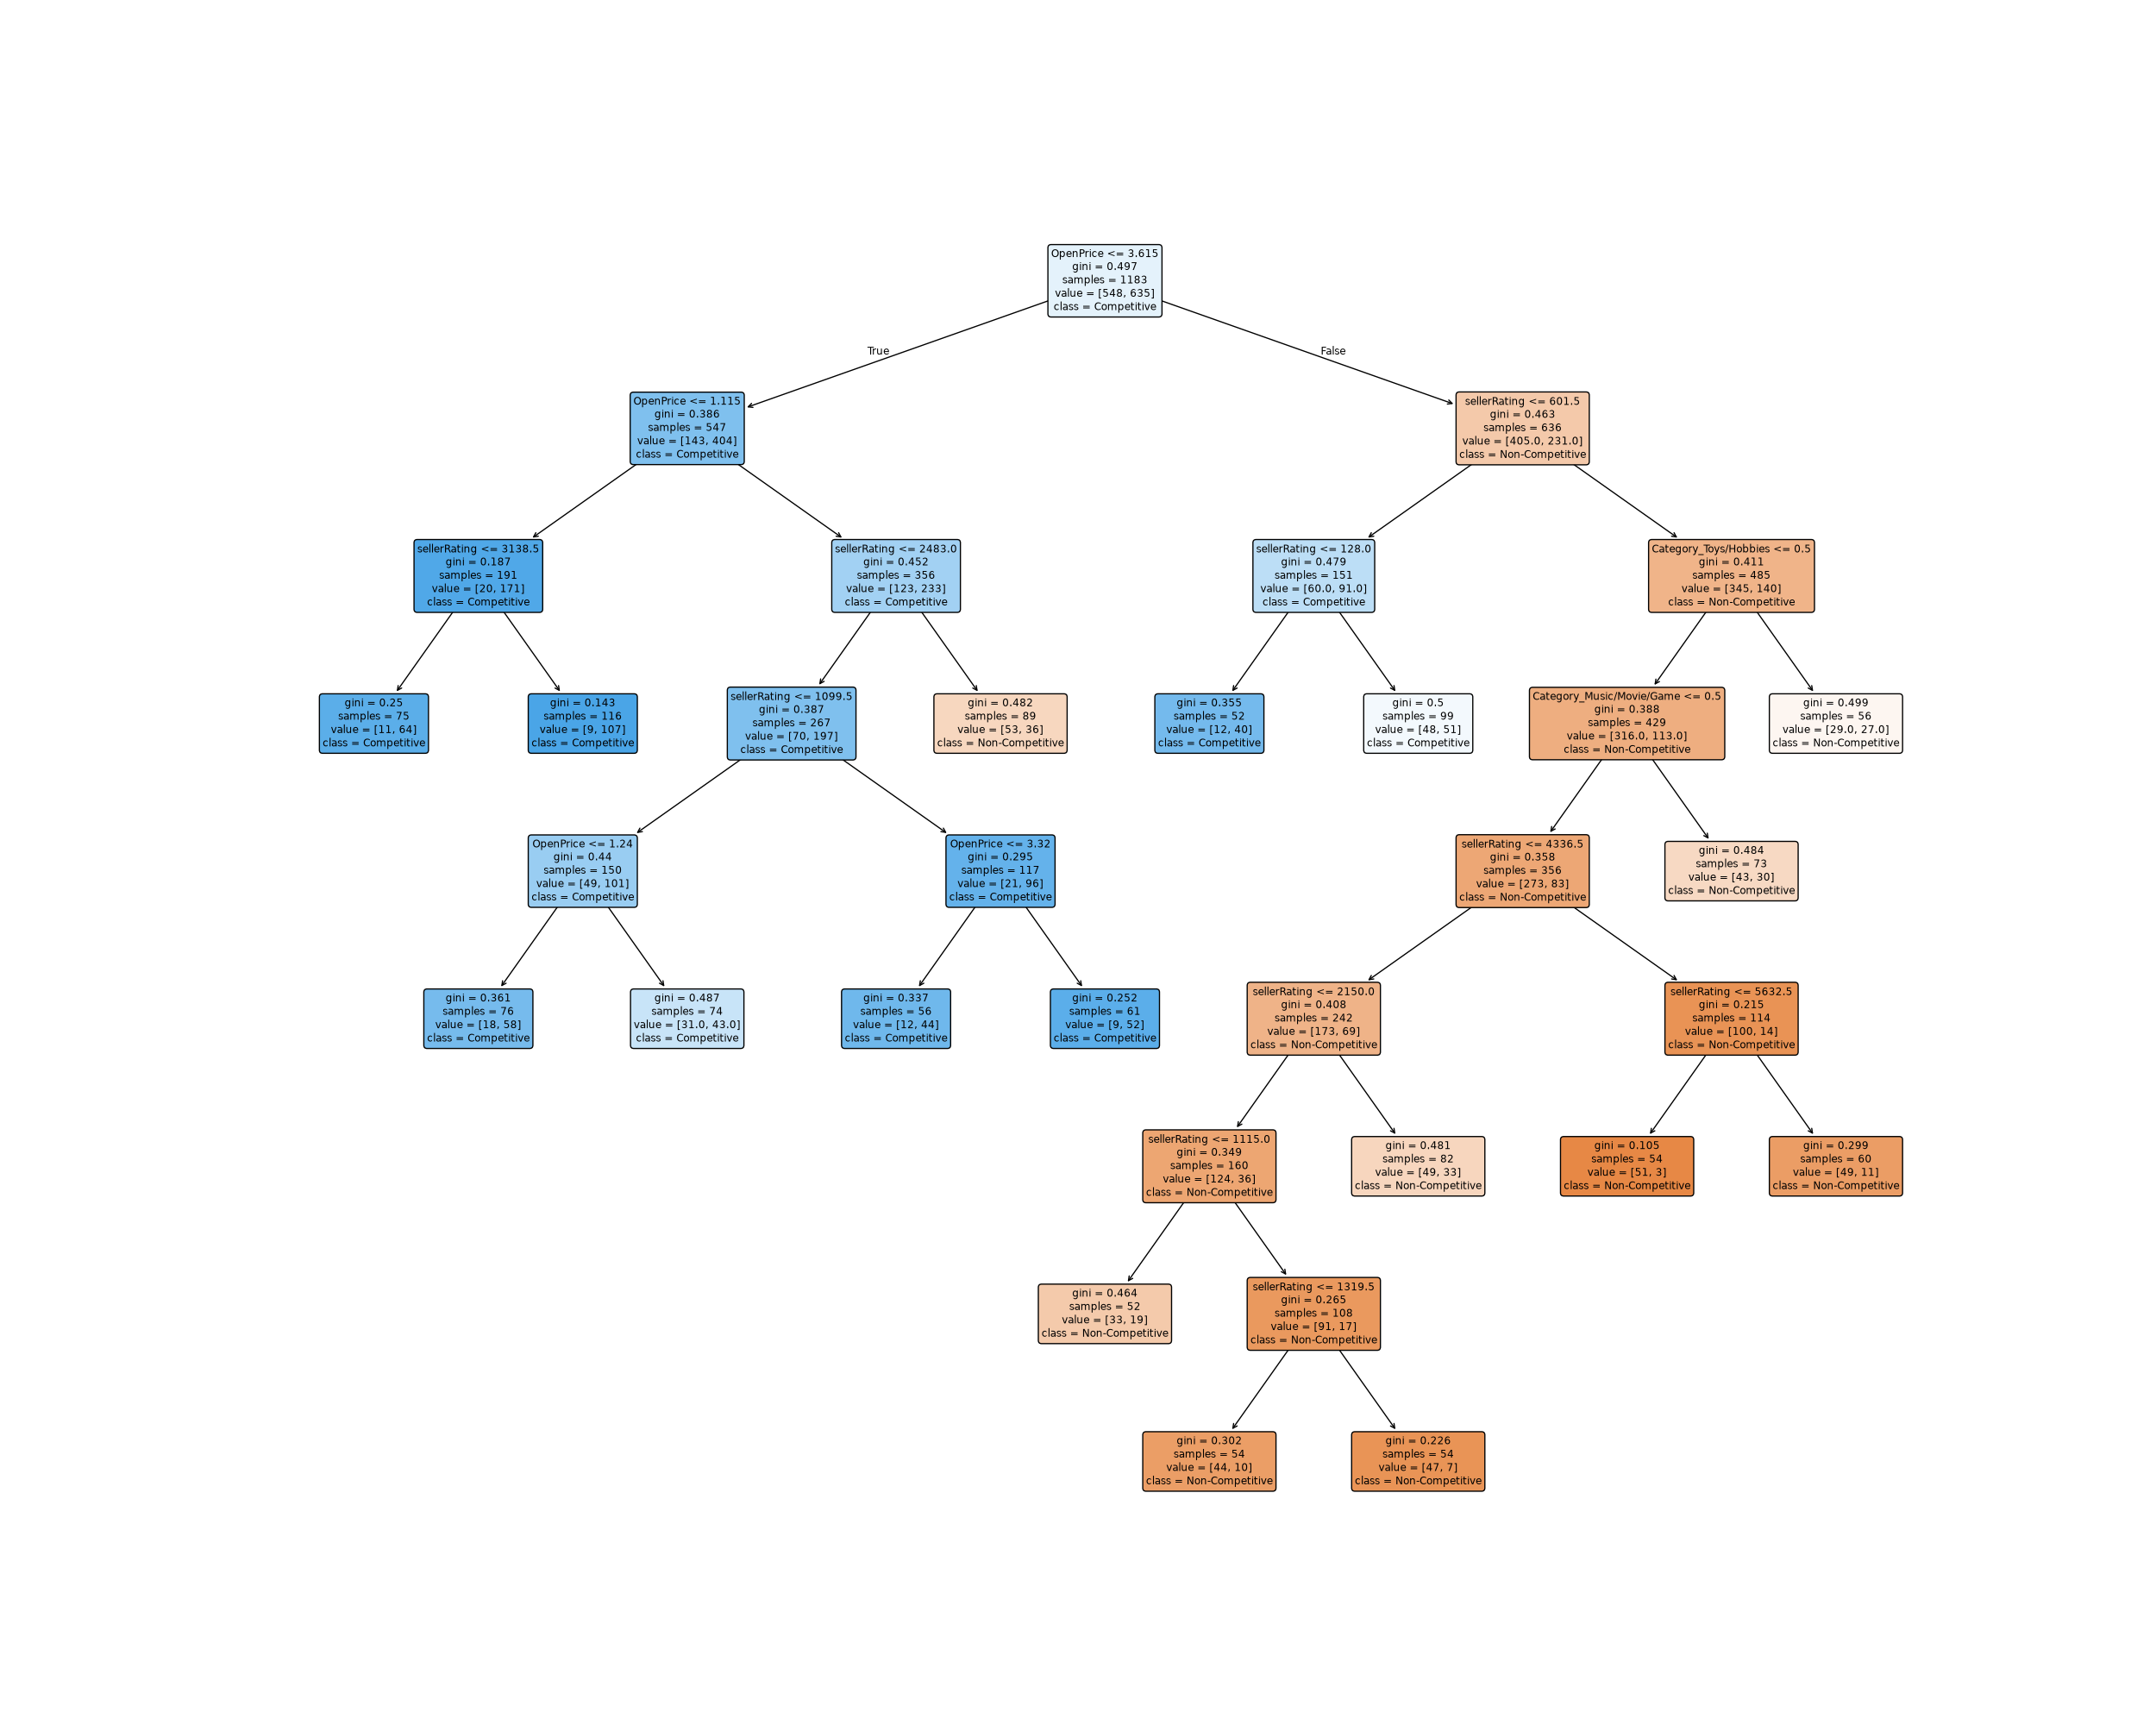 OpenPrice <= 3.615
gini = 0.497
samples = 1183
value = [548, 635]
class = Competitive
True
False
OpenPrice <= 1.115
gini = 0.386
samples = 547
value = [143, 404]
class = Competitive
sellerRating <= 601.5
gini = 0.463
samples = 636
value = [405.0, 231.0]
class = Non-Competitive
sellerRating <= 3138.5
gini = 0.187
samples = 191
value = [20, 171]
class = Competitive
sellerRating <= 2483.0
gini = 0.452
samples = 356
value = [123, 233]
class = Competitive
sellerRating <= 128.0
gini = 0.479
samples = 151
value = [60.0, 91.0]
class = Competitive
Category_Toys/Hobbies <= 0.5
gini = 0.411
samples = 485
value = [345, 140]
class = Non-Competitive
gini = 0.25
samples = 75
value = [11, 64]
class = Competitive
gini = 0.143
samples = 116
value = [9, 107]
class = Competitive
sellerRating <= 1099.5
gini = 0.387
samples = 267
value = [70, 197]
class = Competitive
gini = 0.482
samples = 89
value = [53, 36]
class = Non-Competitive
gini = 0.355
samples = 52
value = [12, 40]
class = Competitive
gini = 0.5
samples = 99
value = [48, 51]
class = Competitive
Category_Music/Movie/Game <= 0.5
gini = 0.388
samples = 429
value = [316.0, 113.0]
class = Non-Competitive
gini = 0.499
samples = 56
value = [29.0, 27.0]
class = Non-Competitive
OpenPrice <= 1.24
gini = 0.44
samples = 150
value = [49, 101]
class = Competitive
OpenPrice <= 3.32
gini = 0.295
samples = 117
value = [21, 96]
class = Competitive
sellerRating <= 4336.5
gini = 0.358
samples = 356
value = [273, 83]
class = Non-Competitive
gini = 0.484
samples = 73
value = [43, 30]
class = Non-Competitive
gini = 0.361
samples = 76
value = [18, 58]
class = Competitive
gini = 0.487
samples = 74
value = [31.0, 43.0]
class = Competitive
gini = 0.337
samples = 56
value = [12, 44]
class = Competitive
gini = 0.252
samples = 61
value = [9, 52]
class = Competitive
sellerRating <= 2150.0
gini = 0.408
samples = 242
value = [173, 69]
class = Non-Competitive
sellerRating <= 5632.5
gini = 0.215
samples = 114
value = [100, 14]
class = Non-Competitive
sellerRating <= 1115.0
gini = 0.349
samples = 160
value = [124, 36]
class = Non-Competitive
gini = 0.481
samples = 82
value = [49, 33]
class = Non-Competitive
gini = 0.105
samples = 54
value = [51, 3]
class = Non-Competitive
gini = 0.299
samples = 60
value = [49, 11]
class = Non-Competitive
gini = 0.464
samples = 52
value = [33, 19]
class = Non-Competitive
sellerRating <= 1319.5
gini = 0.265
samples = 108
value = [91, 17]
class = Non-Competitive
gini = 0.302
samples = 54
value = [44, 10]
class = Non-Competitive
gini = 0.226
samples = 54
value = [47, 7]
class = Non-Competitive